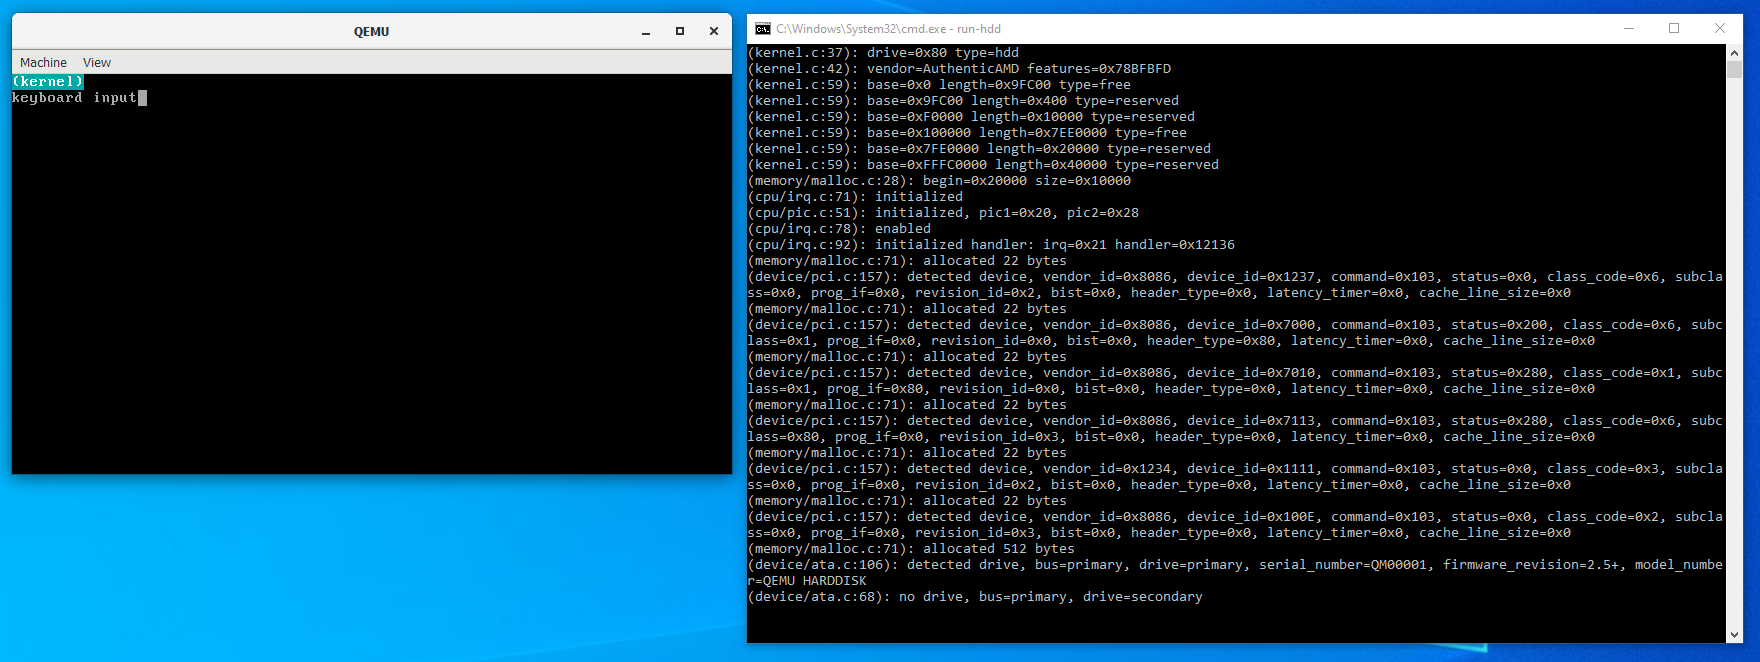 QEMU
Machine View
(kernel)
keyboard input
C:\Windows\System32\cmd.exe - run-hdd
(kernel.c:37): drive=0x80 type=hdd
(kernel.c:42): vendor=AuthenticAMD features=0x78BFBFD
(kernel.c:59): base=0x0 length=0x9FC00 type=free
(kernel.c:59): base=0x9FC00 length=0x400 type=reserved
(kernel.c:59): base=0xF0000 length=0x10000 type=reserved
(kernel.c:59): base=0x100000 length=0x7EE0000 type=free
(kernel.c:59): base=0x7FE0000 length=0x20000 type=reserved
(kernel.c:59): base=0xFFFC0000 length=0x40000 type=reserved
(memory/malloc.c:28): begin=0x20000 size=0x10000
(cpu/irq.c:71): initialized
(cpu/pic.c:51): initialized, pic1=0x20, pic2=0x28
(cpu/irq.c:78): enabled
(cpu/irq.c:92): initialized handler: irq=0x21 handler=0x12136
(memory/malloc.c:71): allocated 22 bytes
(device/pci.c:157): detected device, vendor_id=0x8086, device_id=0x1237, command=0x103, status=0x0, class_code=0x6, subcla
ss=0x0, prog_if=0x0, revision_id=0x2, bist=0x0, header_type=0x0, latency_timer=0x0, cache_line_size=0x0
(memory/malloc.c:71): allocated 22 bytes
(device/pci.c:157): detected device, vendor_id=0x8086, device_id=0x7000, command=0x103, status=0x200, class_code=0x6, subc
lass=0x1, prog_if=0x0, revision_id=0x0, bist=0x0, header_type=0x80, latency_timer=0x0, cache_line_size=0x0
(memory/malloc.c:71): allocated 22 bytes
(device/pci.c:157): detected device, vendor_id=0x8086, device_id=0x7010, command=0x103, status=0x280, class_code=0x1, subc
lass=0x1, prog_if=0x80, revision_id=0x0, bist=0x0, header_type=0x0, latency_timer=0x0, cache_line_size=0x0
(memory/malloc.c:71): allocated 22 bytes
(device/pci.c:157): detected device, vendor_id=0x8086, device_id=0x7113, command=0x103, status=0x280, class_code=0x6, subc
lass=0x80, prog_if=0x0, revision_id=0x3, bist=0x0, header_type=0x0, latency_timer=0x0, cache_line_size=0x0
(memory/malloc.c:71): allocated 22 bytes
(device/pci.c:157): detected device, vendor_id=0x1234, device_id=0x1111, command=0x103, status=0x0, class_code=0x3, subcla
ss=0x0, prog_if=0x0, revision_id=0x2, bist=0x0, header_type=0x0, latency_timer=0x0, cache_line_size=0x0
(memory/malloc.c:71): allocated 22 bytes
(device/pci.c:157): detected device, vendor_id=0x8086, device_id=0x100E, command=0x103, status=0x0, class_code=0x2, subcla
ss=0x0, prog_if=0x0, revision_id=0x3, bist=0x0, header_type=0x0, latency_timer=0x0, cache_line_size=0x0
(memory/malloc.c:71): allocated 512 bytes
(device/ata.c:106): detected drive, bus=primary, drive=primary, serial_number=QM00001, firmware_revision=2.5+, model_numbe
r=QEMU HARDDISK
(device/ata.c:68): no drive, bus=primary, drive=secondary